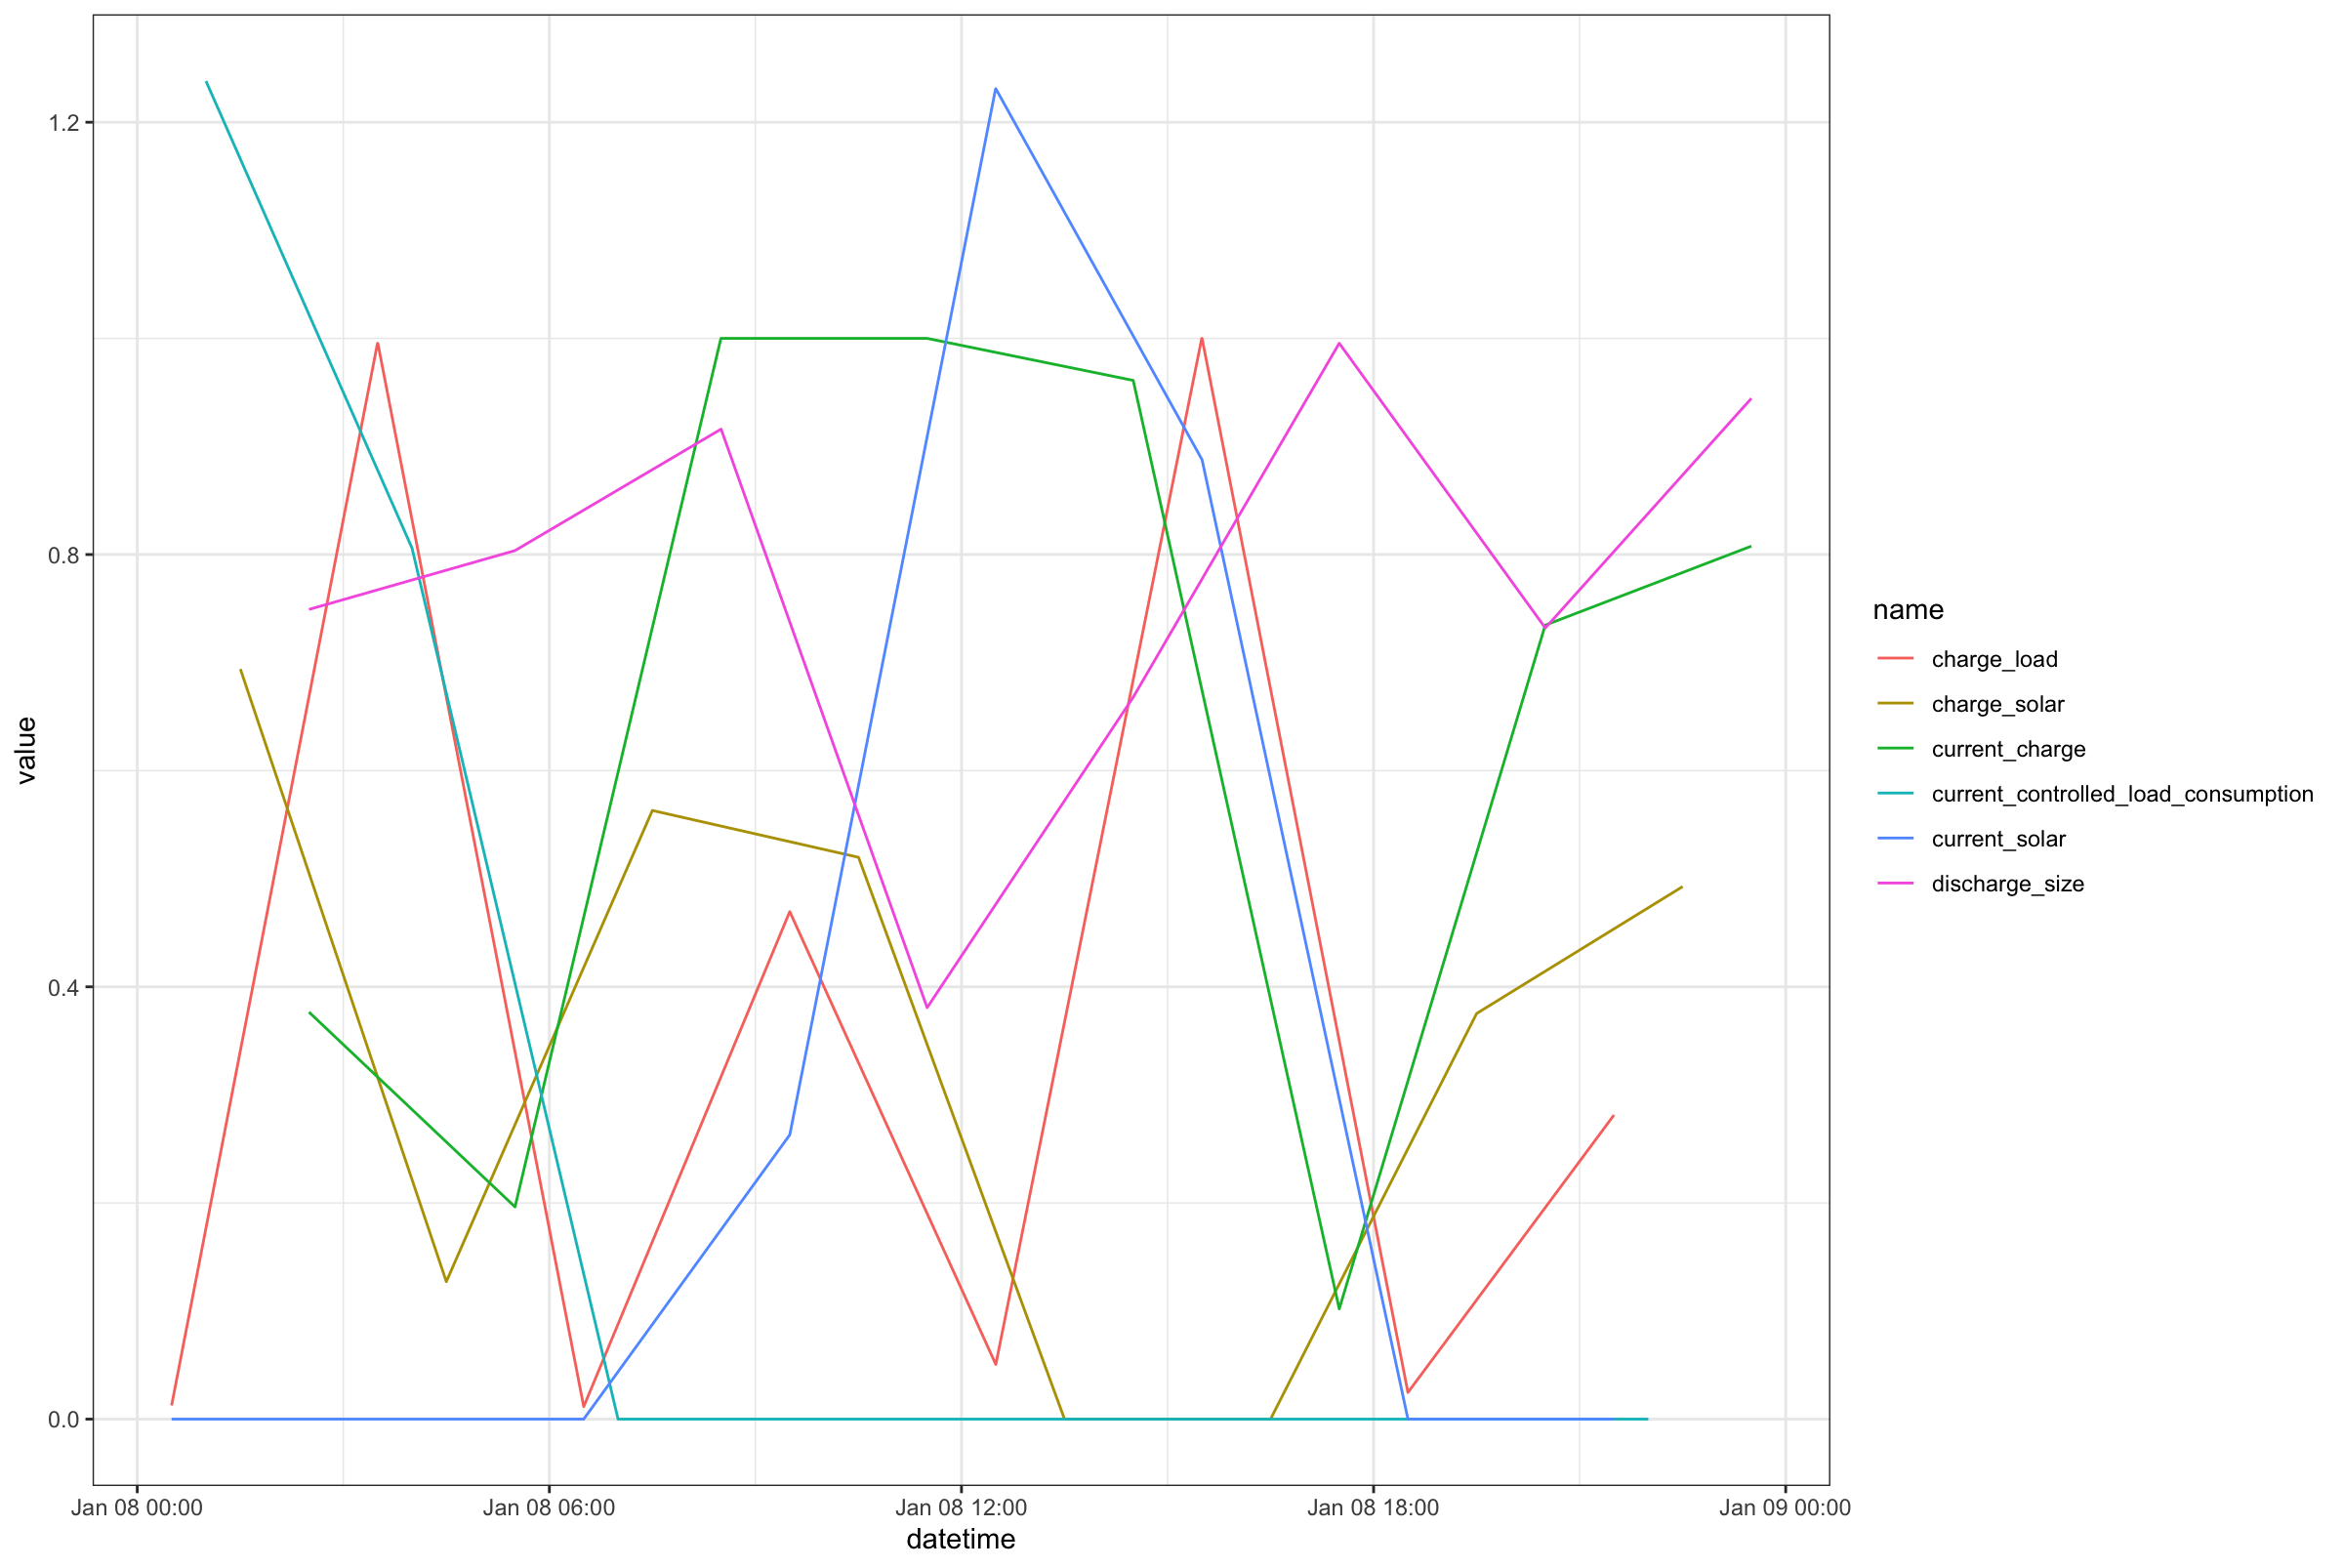 1.2
0.8
0.4
0.0
value
Jan 08 00:00
Jan 08 06:00
Jan 08 12:00
Jan 08 18:00
Jan 09 00:00
datetime
name
charge_load
charge_solar
current_charge
current_controlled_load_consumption
current_solar
discharge_size